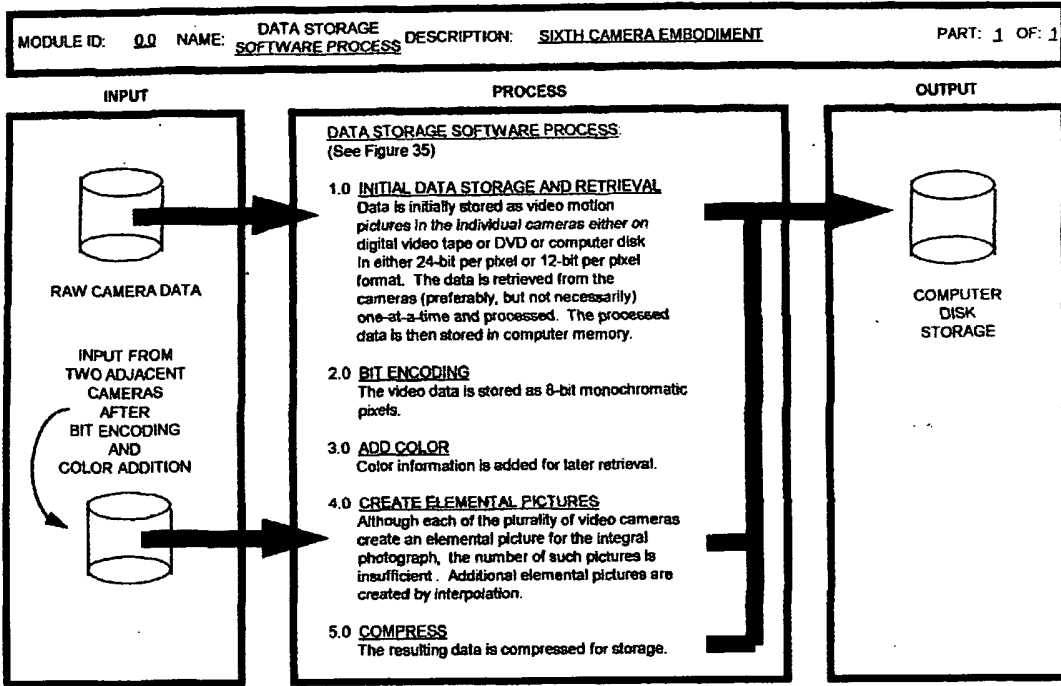 MODULE ID: 0.0 NAME: DATA STORAGE SOFTWARE PROCESS DESCRIPTION: SIXTH CAMERA EMBODIMENT PART: 1 OF: 1
INPUT
PROCESS
OUTPUT
RAW CAMERA DATA
INPUT FROM
TWO ADJACENT
CAMERAS
AFTER
BIT ENCODING
AND
COLOR ADDITION
DATA STORAGE SOFTWARE PROCESS:
(See Figure 35)
1.0 INITIAL DATA STORAGE AND RETRIEVAL
Data is initially stored as video motion
pictures in the individual cameras either on
digital video tape or DVD or computer disk
in either 24-bit per pixel or 12-bit per pixel
format. The data is retrieved from the
cameras (preferably, but not necessarily)
one-at-a-time and processed. The processed
data is then stored in computer memory.
2.0 BIT ENCODING
The video data is stored as 8-bit monochromatic
pixels.
3.0 ADD COLOR
Color information is added for later retrieval.
4.0 CREATE ELEMENTAL PICTURES
Although each of the plurality of video cameras
create an elemental picture for the integral
photograph, the number of such pictures is
insufficient. Additional elemental pictures are
created by interpolation.
5.0 COMPRESS
The resulting data is compressed for storage.
COMPUTER
DISK
STORAGE